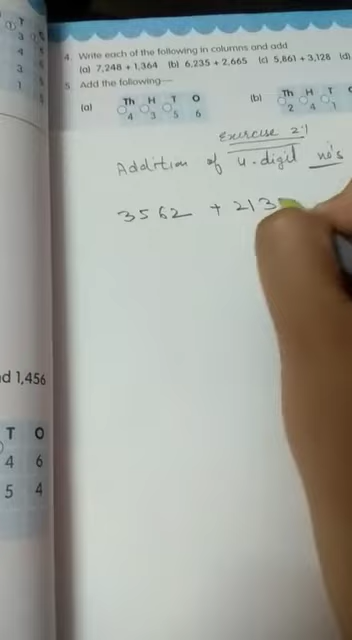 T
4. Write each of the following in columns and add
(a) 7,248 + 1,364 (b) 6,235 + 2,665 (c) 5,861 + 3,128 (d)
5. Add the following—
(a) Th H T O
4 3 5 6
(b) Th H T
2 4 1
Exercise 2.1
Addition of 4-digit no's
3562 + 213
d 1,456
T O
4 6
5 4